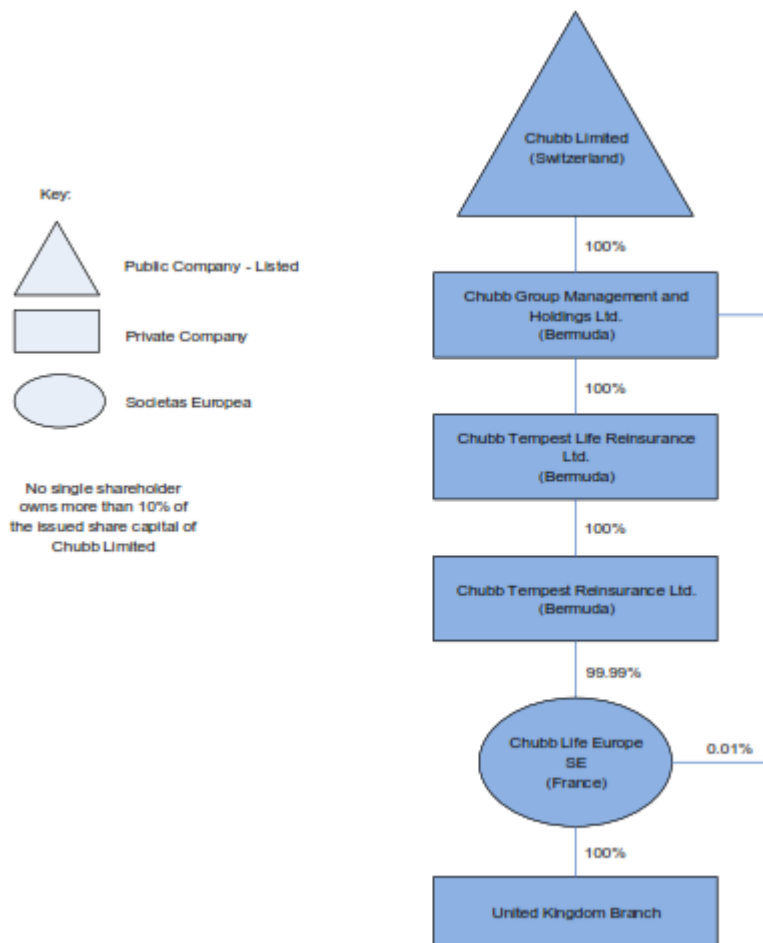 Chubb Limited
(Switzerland)
Key:
Public Company - Listed
Private Company
Societas Europea
No single shareholder
owns more than 10% of
the issued share capital of
Chubb Limited
100%
Chubb Group Management and
Holdings Ltd.
(Bermuda)
100%
Chubb Tempest Life Reinsurance
Ltd.
(Bermuda)
100%
Chubb Tempest Reinsurance Ltd.
(Bermuda)
99.99%
Chubb Life Europe
SE
(France)
0.01%
100%
United Kingdom Branch